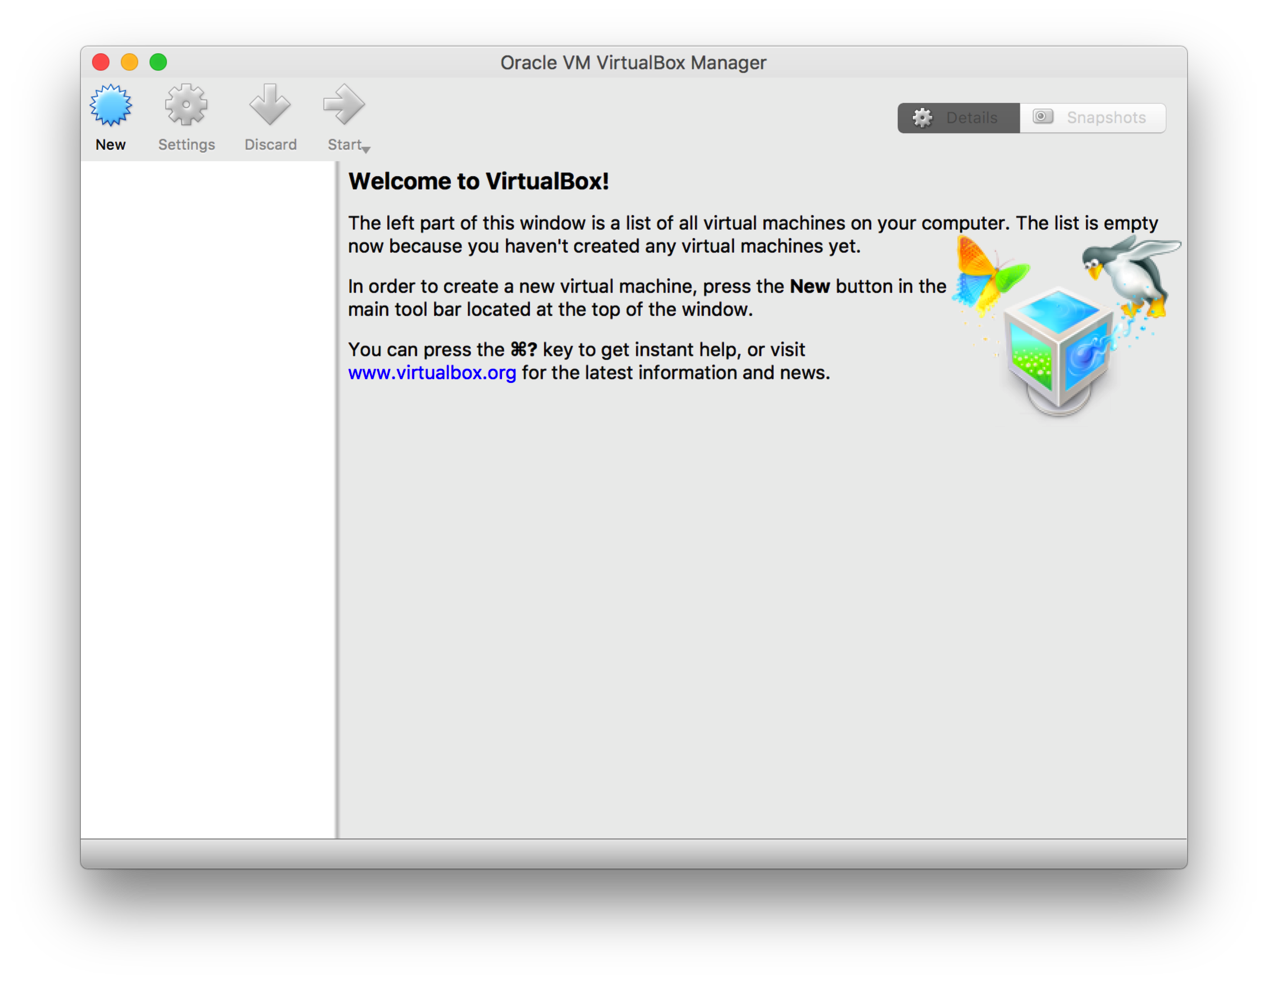 Oracle VM VirtualBox Manager
New Settings Discard Start
Details Snapshots
Welcome to VirtualBox!
The left part of this window is a list of all virtual machines on your computer. The list is empty
now because you haven't created any virtual machines yet.
In order to create a new virtual machine, press the New button in the
main tool bar located at the top of the window.
You can press the ⌘? key to get instant help, or visit
www.virtualbox.org for the latest information and news.